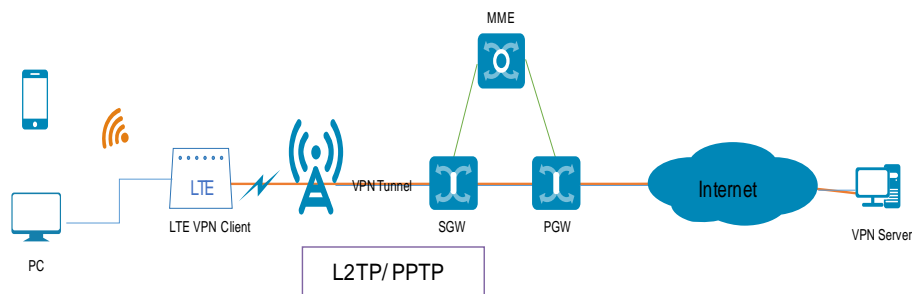 MME
LTE
VPN Tunnel
Internet
LTE VPN Client
SGW
PGW
VPN Server
PC
L2TP/ PPTP